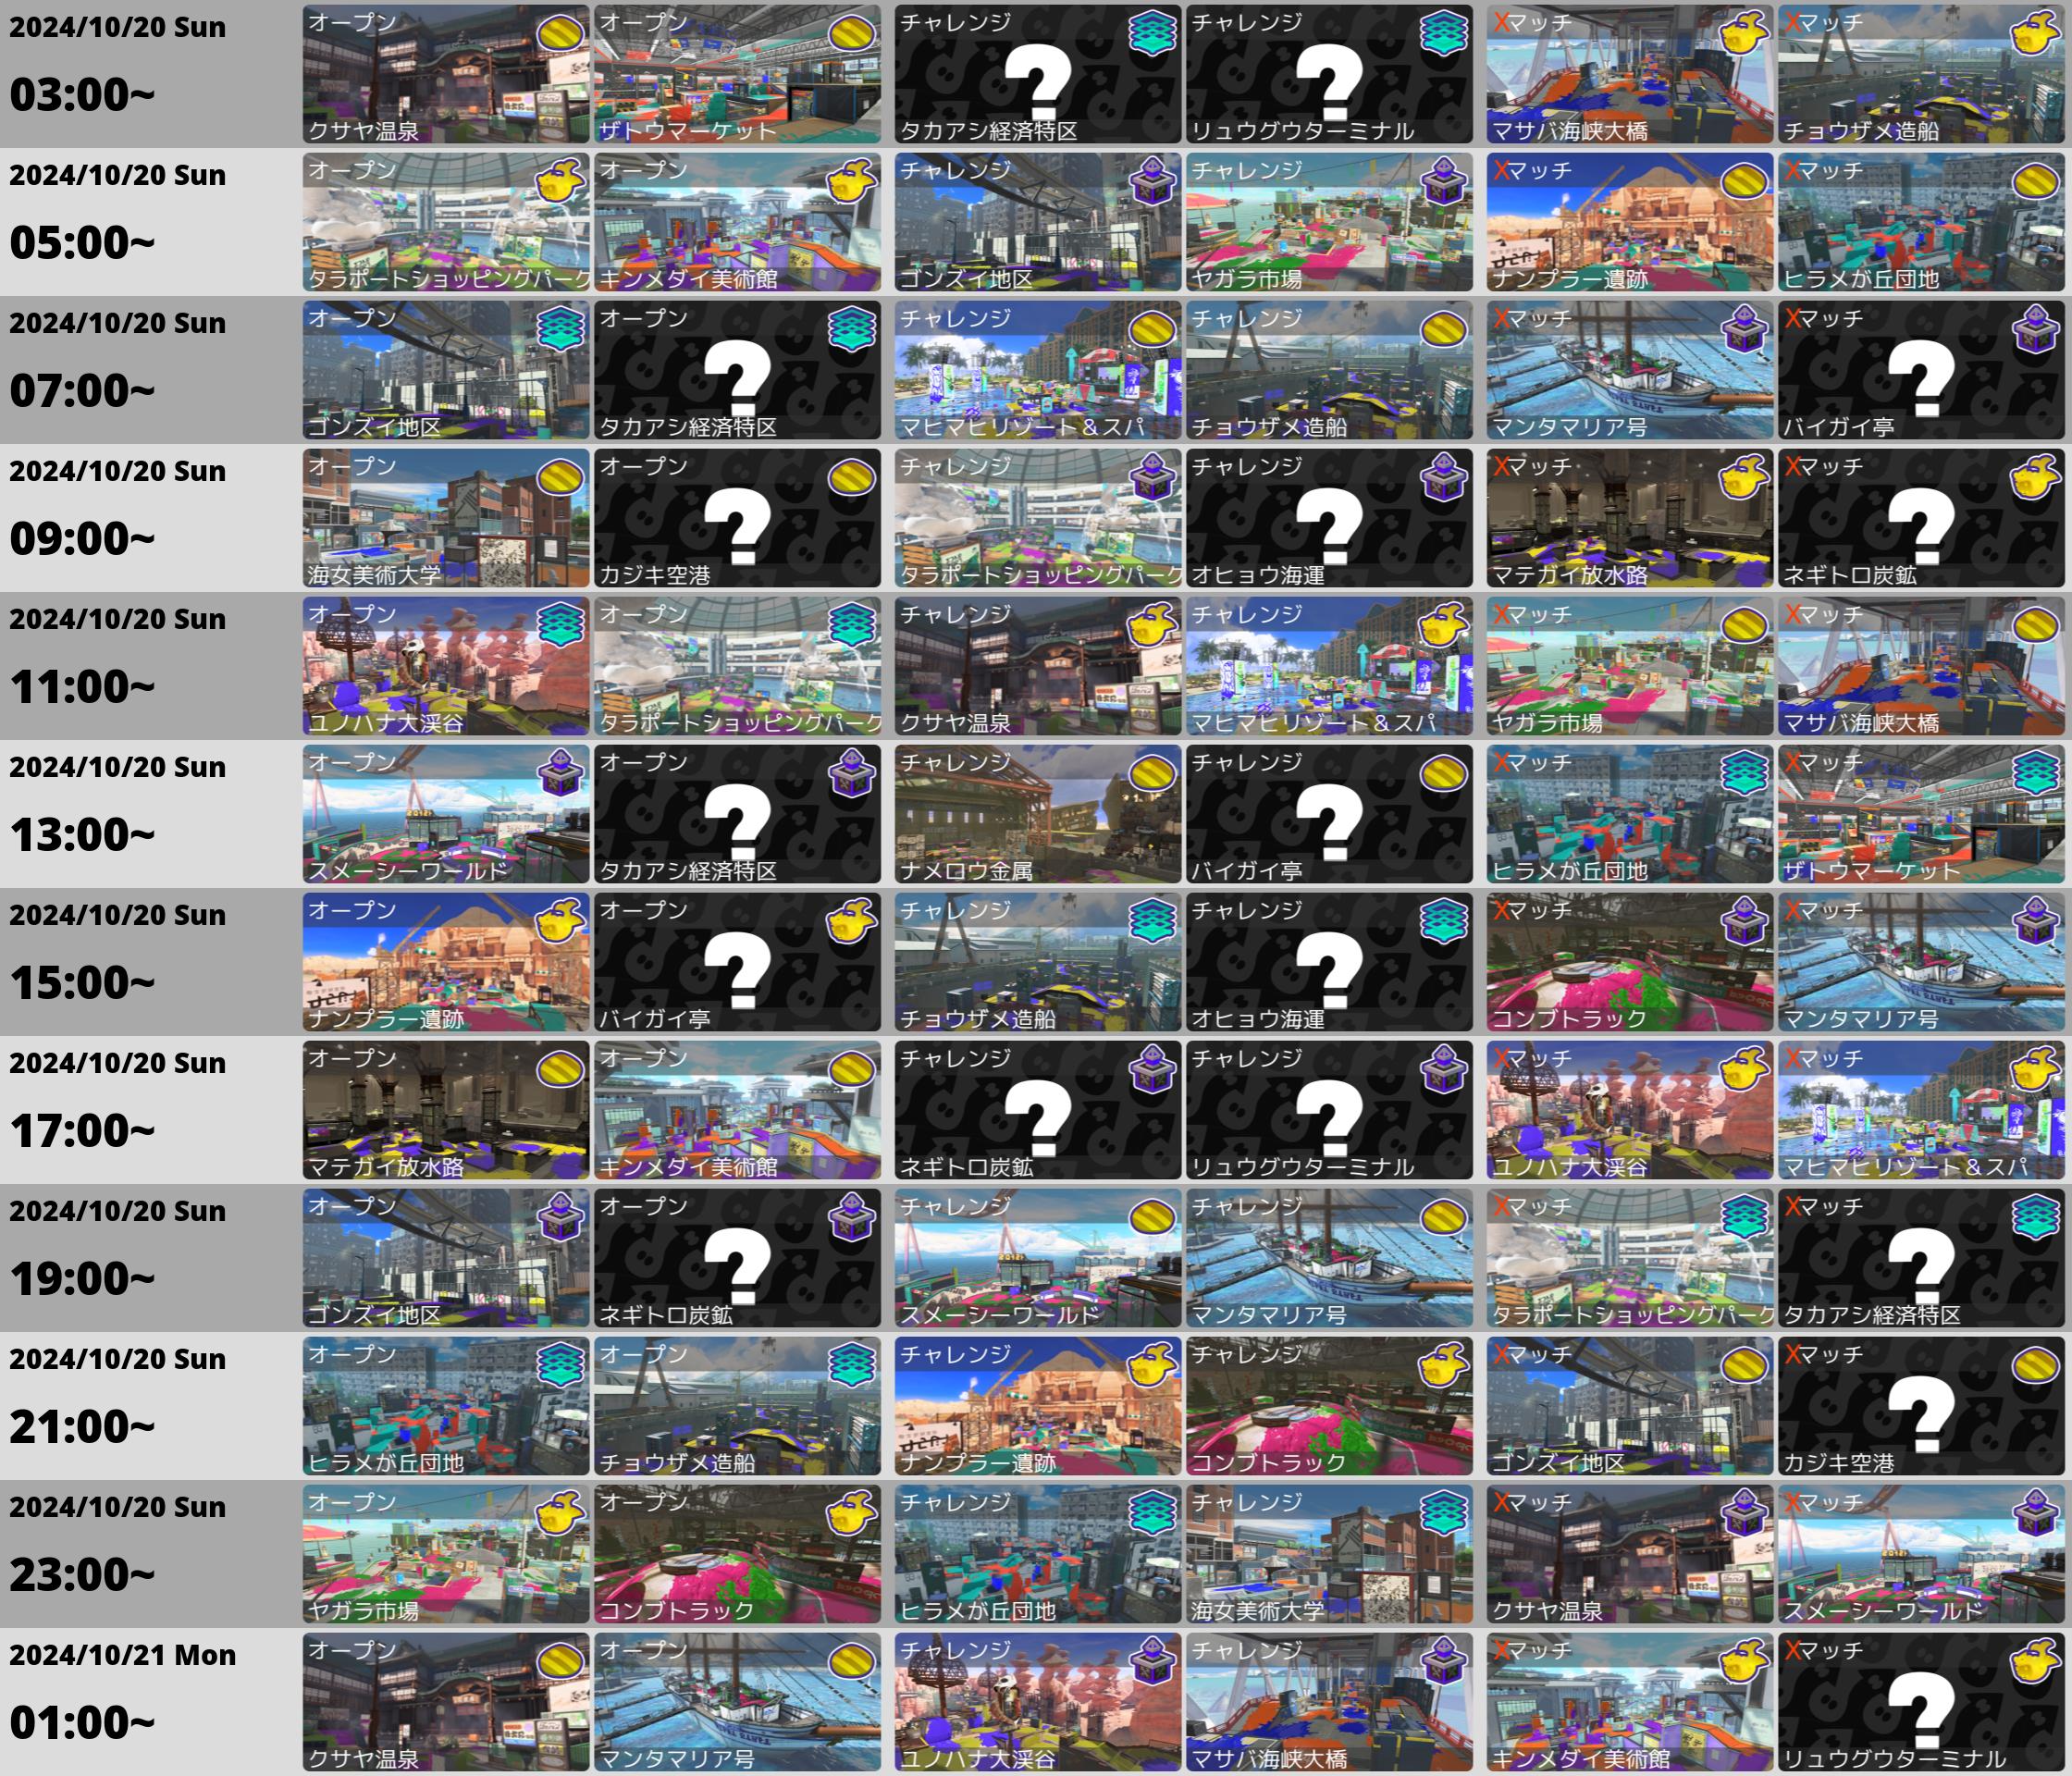 2024/10/20 Sun
03:00~
オープン
クサヤ温泉
オープン
ザトウマーケット
チャレンジ
?
タカアシ経済特区
チャレンジ
?
リュウグウターミナル
Xマッチ
マサバ海峡大橋
Xマッチ
チョウザメ造船
2024/10/20 Sun
05:00~
オープン
タラポートショッピングパーク
オープン
キンメダイ美術館
チャレンジ
ゴンズイ地区
チャレンジ
ヤガラ市場
Xマッチ
ナンプラー遺跡
Xマッチ
ヒラメが丘団地
2024/10/20 Sun
07:00~
オープン
ゴンズイ地区
オープン
?
タカアシ経済特区
チャレンジ
マヒマヒリゾート&スパ
チャレンジ
チョウザメ造船
Xマッチ
マンタマリア号
Xマッチ
?
バイガイ亭
2024/10/20 Sun
09:00~
オープン
海女美術大学
オープン
?
カジキ空港
チャレンジ
タラポートショッピングパーク
チャレンジ
?
オヒョウ海運
Xマッチ
マテガイ放水路
Xマッチ
?
ネギトロ炭鉱
2024/10/20 Sun
11:00~
オープン
ユノハナ大渓谷
オープン
タラポートショッピングパーク
チャレンジ
クサヤ温泉
チャレンジ
マヒマヒリゾート&スパ
Xマッチ
ヤガラ市場
Xマッチ
マサバ海峡大橋
2024/10/20 Sun
13:00~
オープン
スメーシーワールド
オープン
?
タカアシ経済特区
チャレンジ
ナメロウ金属
チャレンジ
?
バイガイ亭
Xマッチ
ヒラメが丘団地
Xマッチ
ザトウマーケット
2024/10/20 Sun
15:00~
オープン
ナンプラー遺跡
オープン
?
バイガイ亭
チャレンジ
チョウザメ造船
チャレンジ
?
オヒョウ海運
Xマッチ
コンブトラック
Xマッチ
マンタマリア号
2024/10/20 Sun
17:00~
オープン
マテガイ放水路
オープン
キンメダイ美術館
チャレンジ
?
ネギトロ炭鉱
チャレンジ
?
リュウグウターミナル
Xマッチ
ユノハナ大渓谷
Xマッチ
マヒマヒリゾート&スパ
2024/10/20 Sun
19:00~
オープン
ゴンズイ地区
オープン
?
ネギトロ炭鉱
チャレンジ
スメーシーワールド
チャレンジ
マンタマリア号
Xマッチ
タラポートショッピングパーク
Xマッチ
?
タカアシ経済特区
2024/10/20 Sun
21:00~
オープン
ヒラメが丘団地
オープン
チョウザメ造船
チャレンジ
ナンプラー遺跡
チャレンジ
コンブトラック
Xマッチ
ゴンズイ地区
Xマッチ
?
カジキ空港
2024/10/20 Sun
23:00~
オープン
ヤガラ市場
オープン
コンブトラック
チャレンジ
ヒラメが丘団地
チャレンジ
海女美術大学
Xマッチ
クサヤ温泉
Xマッチ
スメーシーワールド
2024/10/21 Mon
01:00~
オープン
クサヤ温泉
オープン
マンタマリア号
チャレンジ
ユノハナ大渓谷
チャレンジ
マサバ海峡大橋
Xマッチ
キンメダイ美術館
Xマッチ
?
リュウグウターミナル